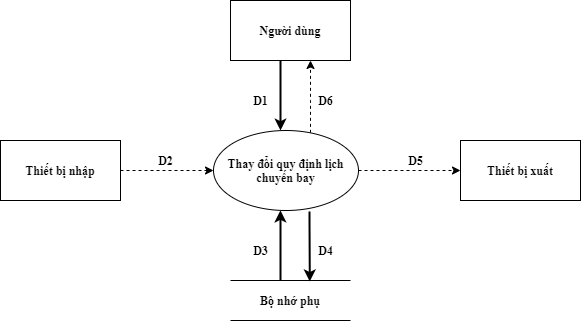 Người dùng
D1
D6
Thiết bị nhập
D2
Thay đổi quy định lịch
chuyến bay
D5
Thiết bị xuất
D3
D4
Bộ nhớ phụ